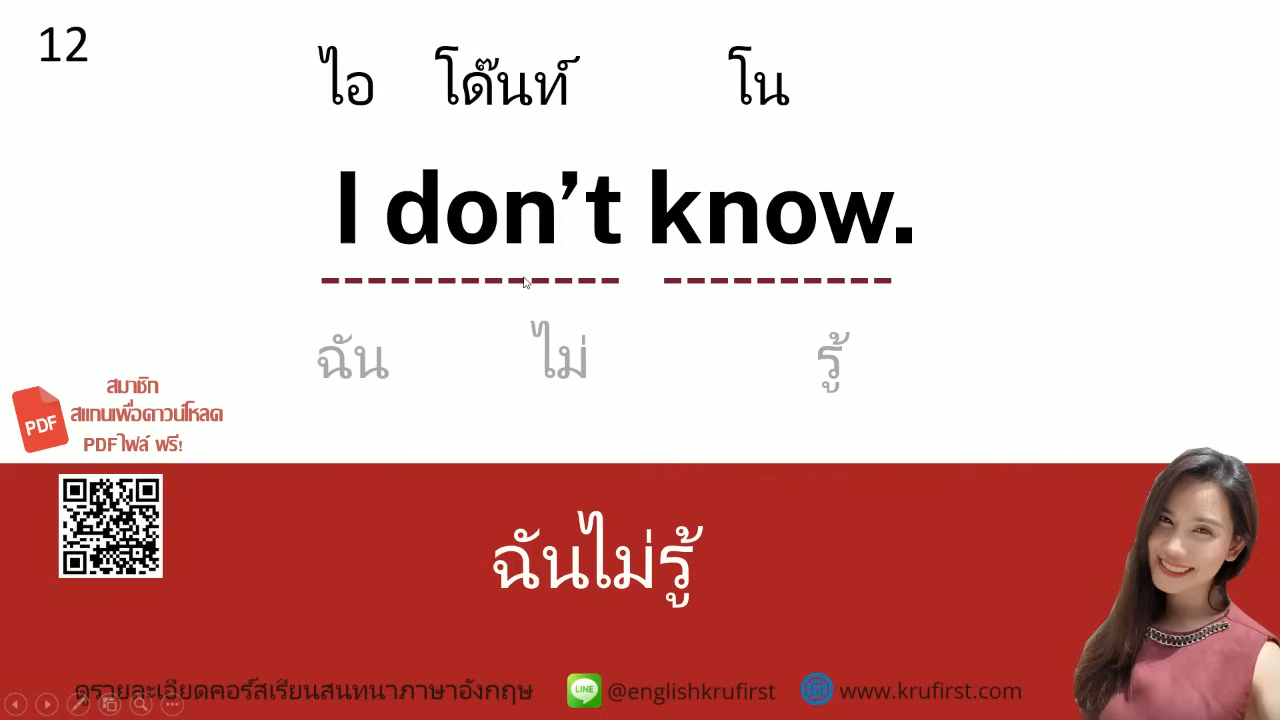 12
ไอ โด๊นท์ โน
I don't know.
ฉัน ไม่ รู้
สมาชิก
สแกนเพื่อดาวน์โหลด
PDF
PDFไฟล์ ฟรี!
ฉันไม่รู้
ดูรายละเอียดคอร์สเรียนสนทนาภาษาอังกฤษ LINE @englishkrufirst www.krufirst.com